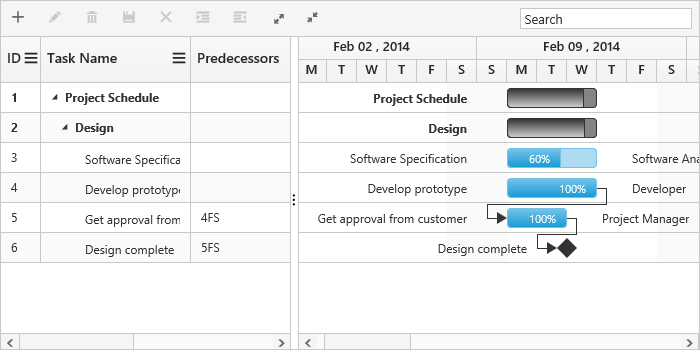 Search
ID Task Name Predecessors
Feb 02 , 2014 Feb 09 , 2014
M T W T F S S M T W T F S
1 Project Schedule
Project Schedule
2 Design
Design
3 Software Specifica
Software Specification 60% Software Ana
4 Develop prototype
Develop prototype 100% Developer
5 Get approval from 4FS
Get approval from customer 100% Project Manager
6 Design complete 5FS
Design complete